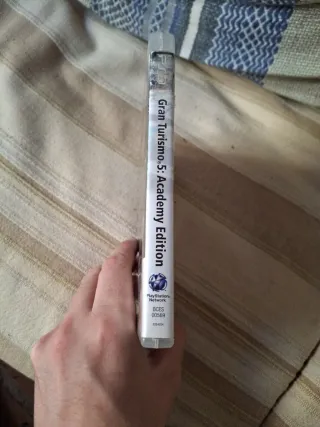 Gran Turismo® 5: Academy Edition
PlayStation®
Network
BCES
00569